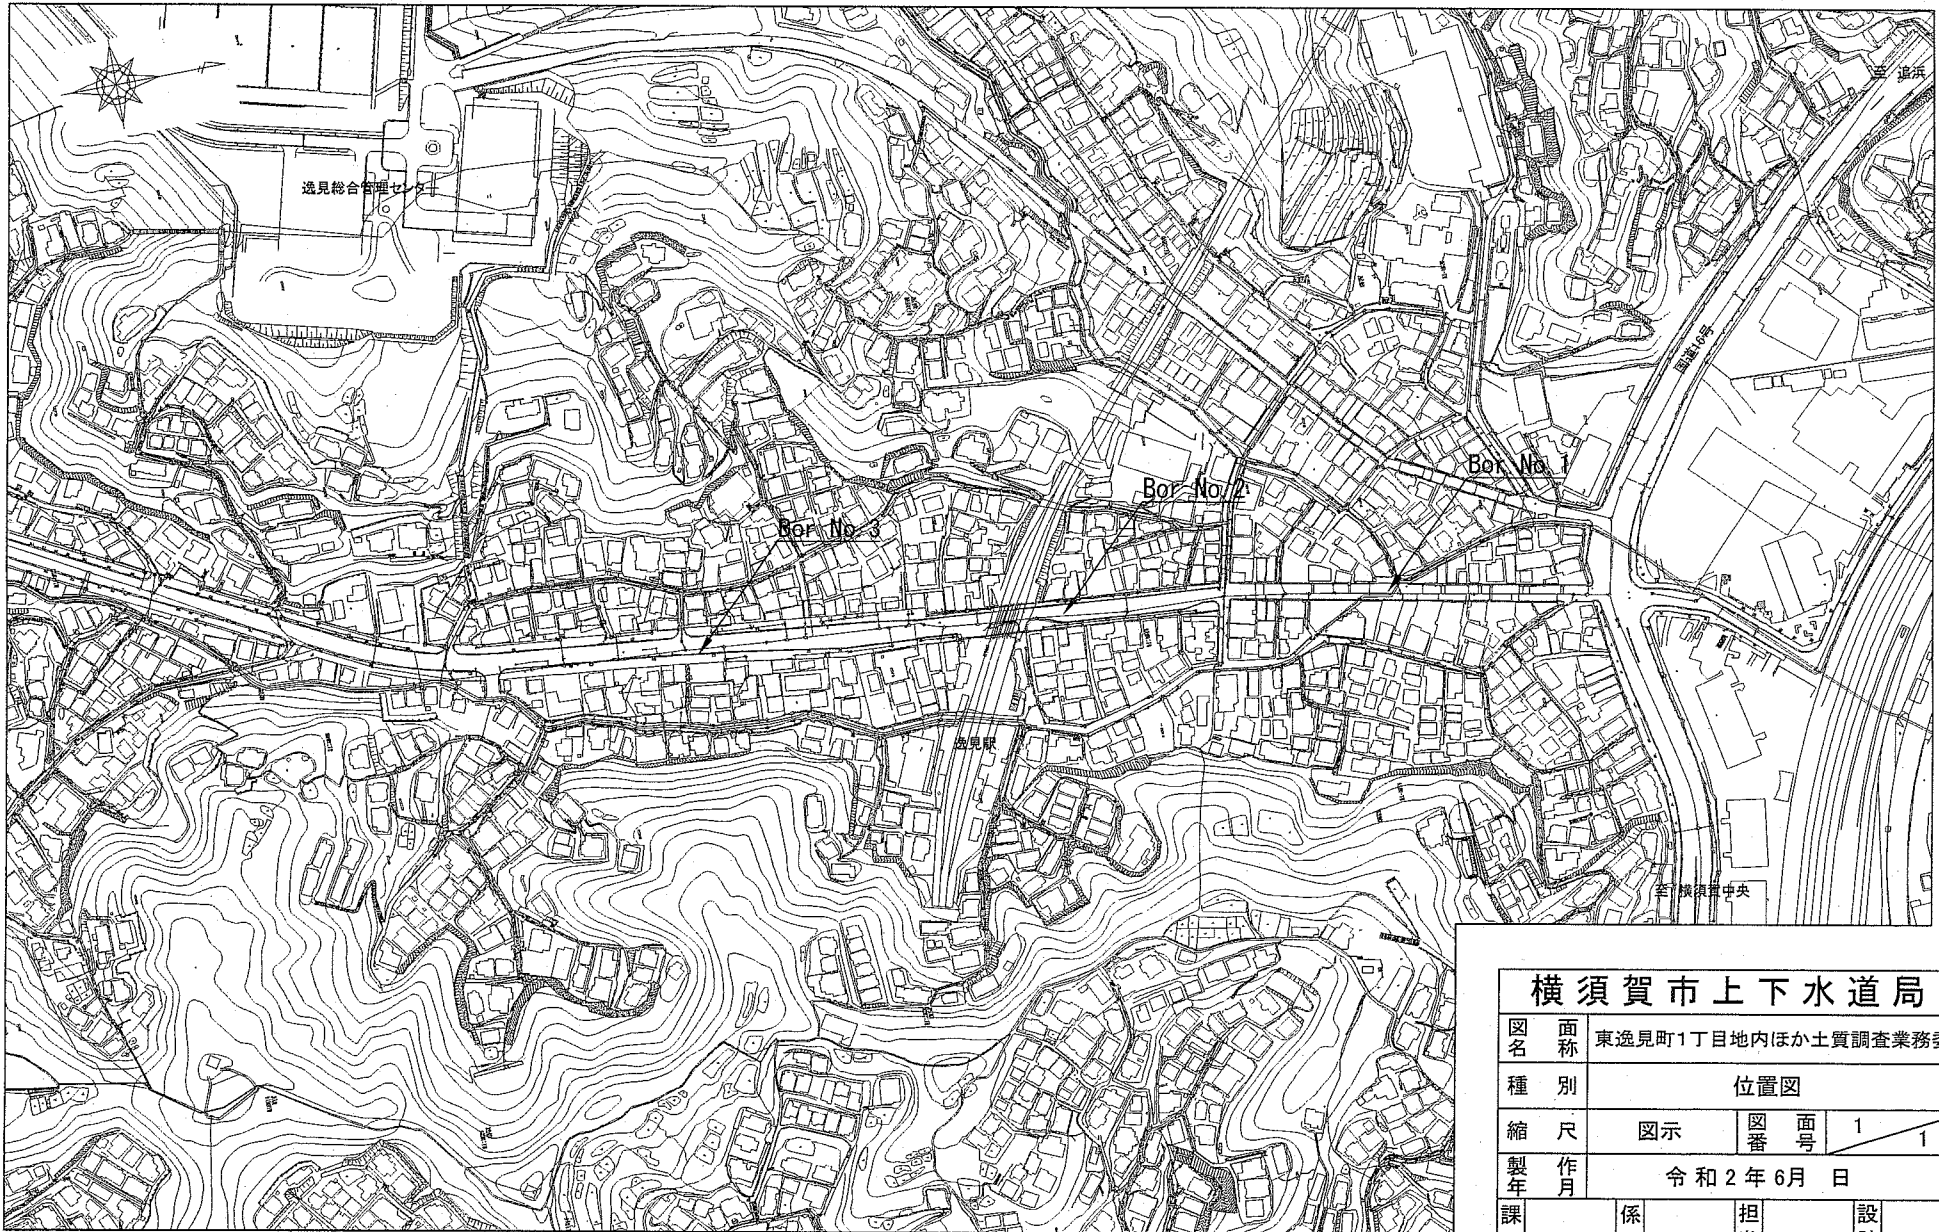 至 追浜
逸見総合管理センター
国道16号
Bor No.1
Bor No.2
Bor No.3
逸見駅
至 横須賀中央
横須賀市上下水道局
図面名称 東逸見町1丁目地内ほか土質調査業務委
種別 位置図
縮尺 図示 図面番号 1/1
製作年月 令和2年6月 日
課 係 担 設